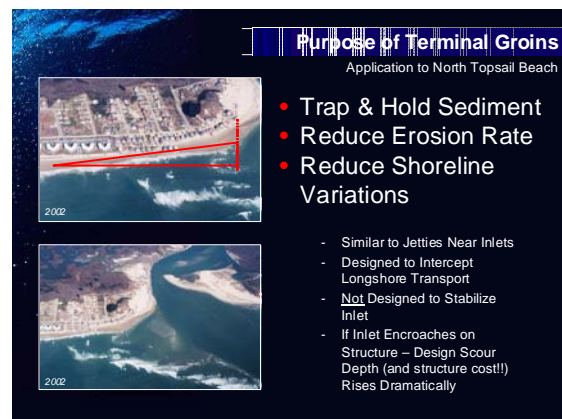 Purpose of Terminal Groins
Application to North Topsail Beach
• Trap & Hold Sediment
• Reduce Erosion Rate
• Reduce Shoreline
Variations
2002
- Similar to Jetties Near Inlets
- Designed to Intercept
Longshore Transport
- Not Designed to Stabilize
Inlet
- If Inlet Encroaches on
Structure – Design Scour
Depth (and structure cost!!)
Rises Dramatically
2002